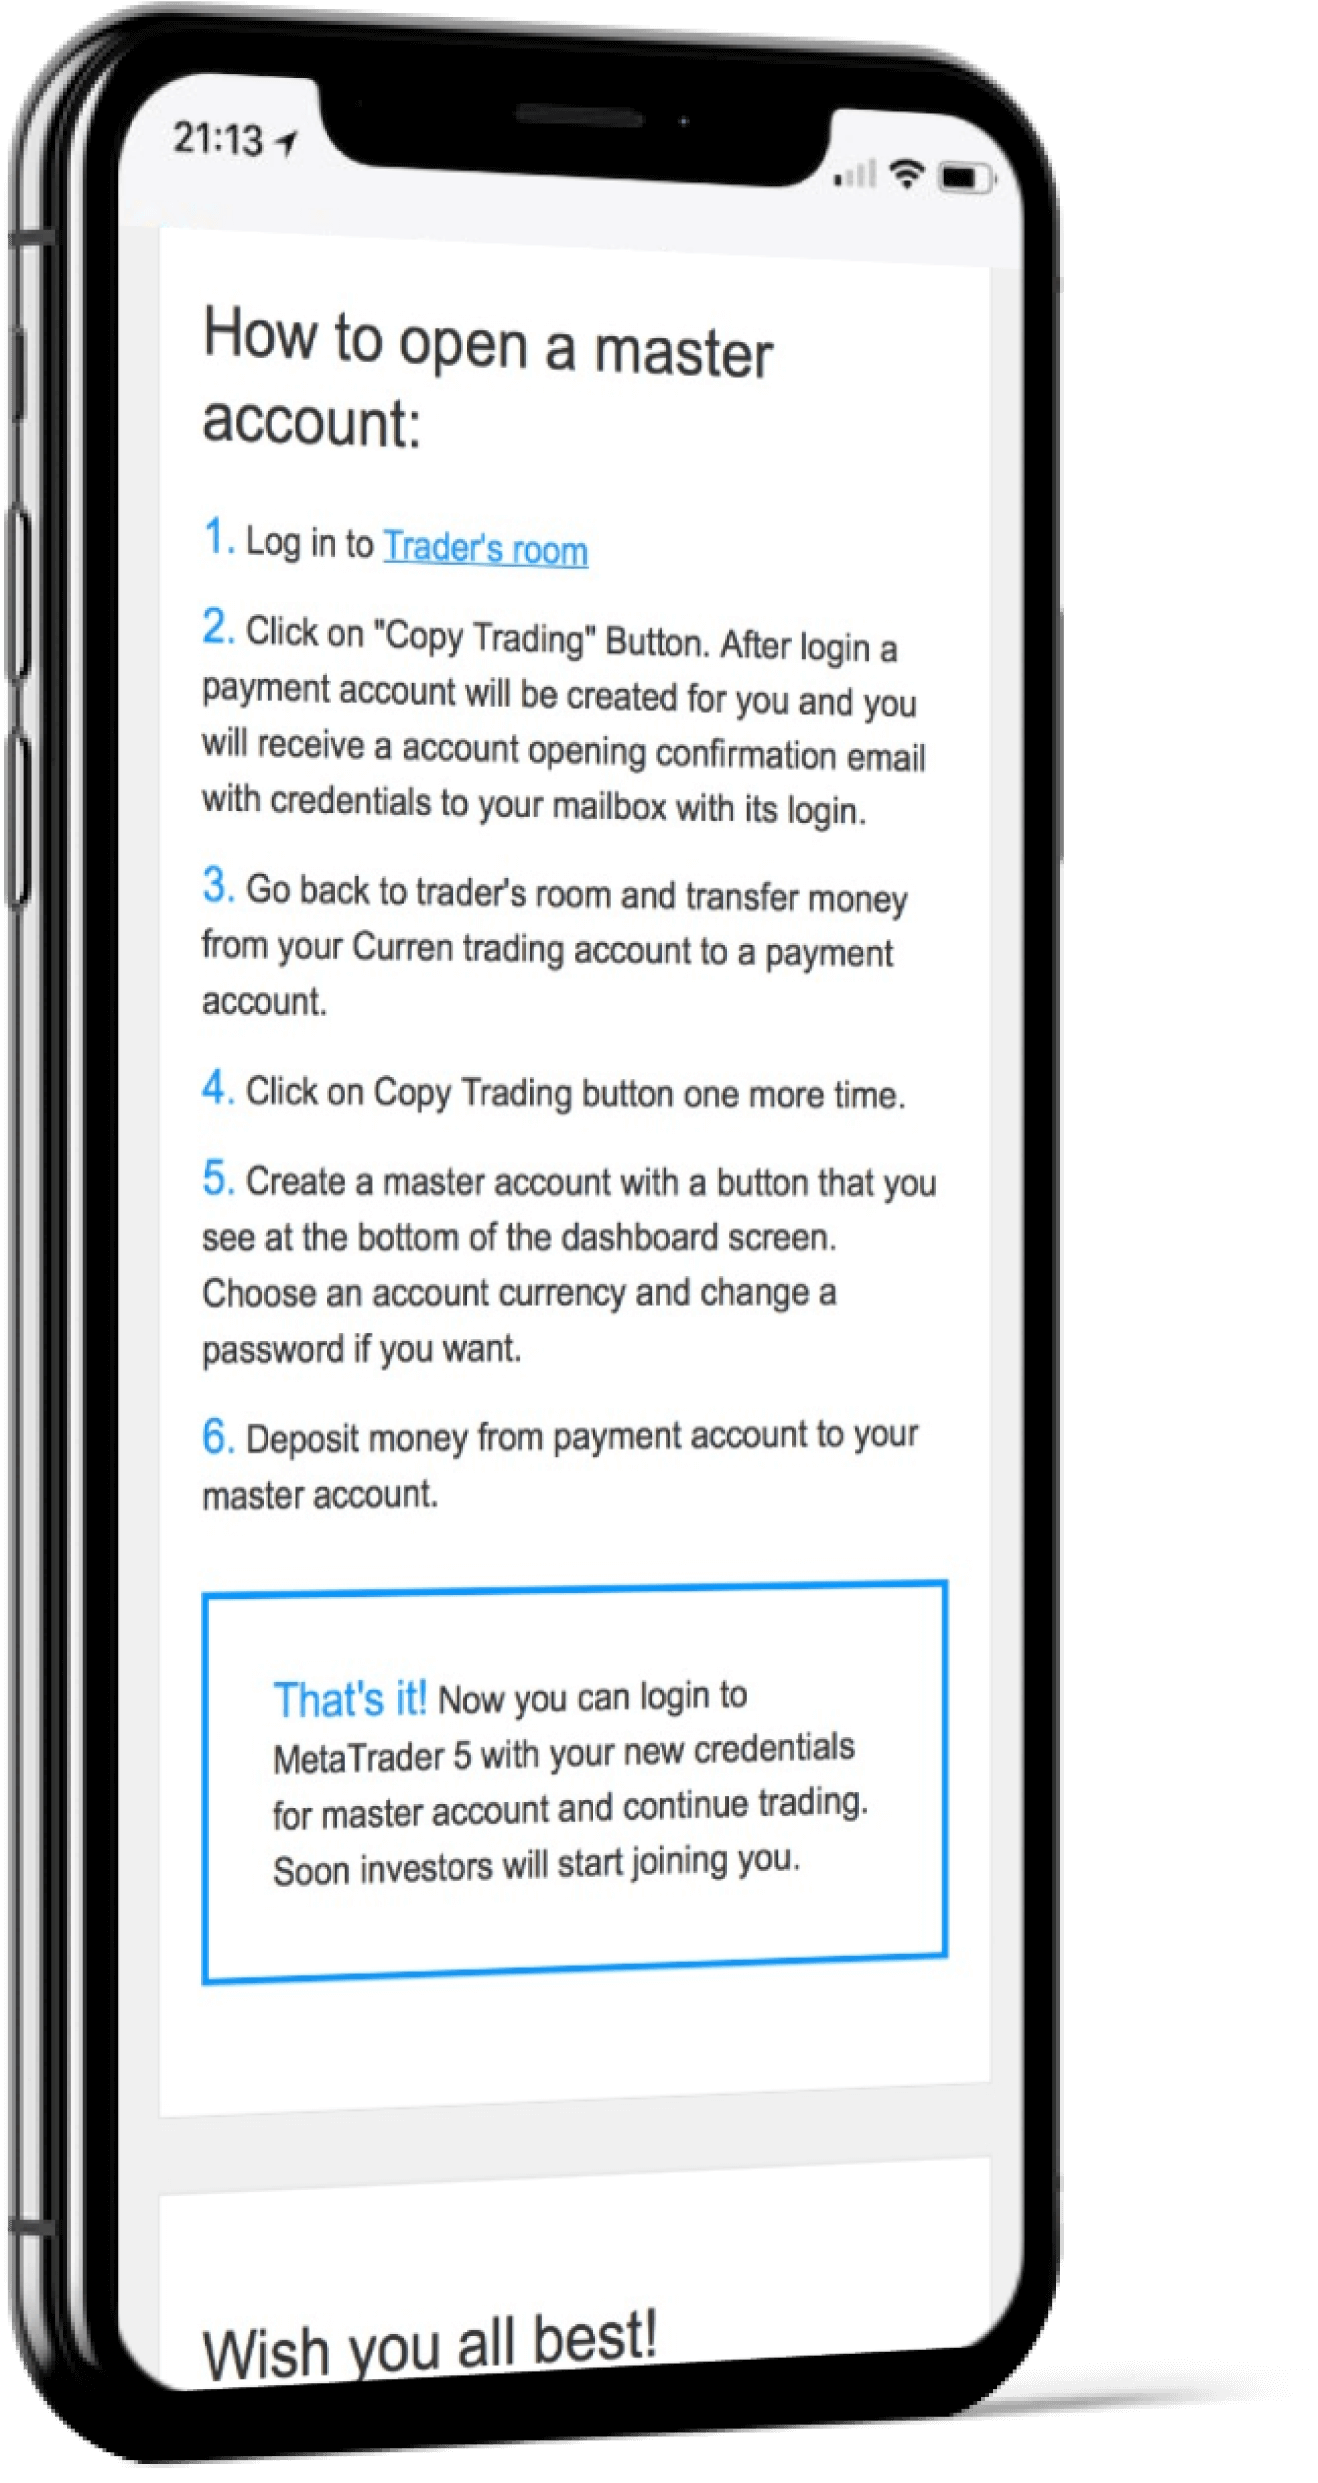 21:13
How to open a master
account:
1. Log in to Trader's room
2. Click on "Copy Trading" Button. After login a
payment account will be created for you and you
will receive a account opening confirmation email
with credentials to your mailbox with its login.
3. Go back to trader's room and transfer money
from your Curren trading account to a payment
account.
4. Click on Copy Trading button one more time.
5. Create a master account with a button that you
see at the bottom of the dashboard screen.
Choose an account currency and change a
password if you want.
6. Deposit money from payment account to your
master account.
That's it! Now you can login to
MetaTrader 5 with your new credentials
for master account and continue trading.
Soon investors will start joining you.
Wish you all best!